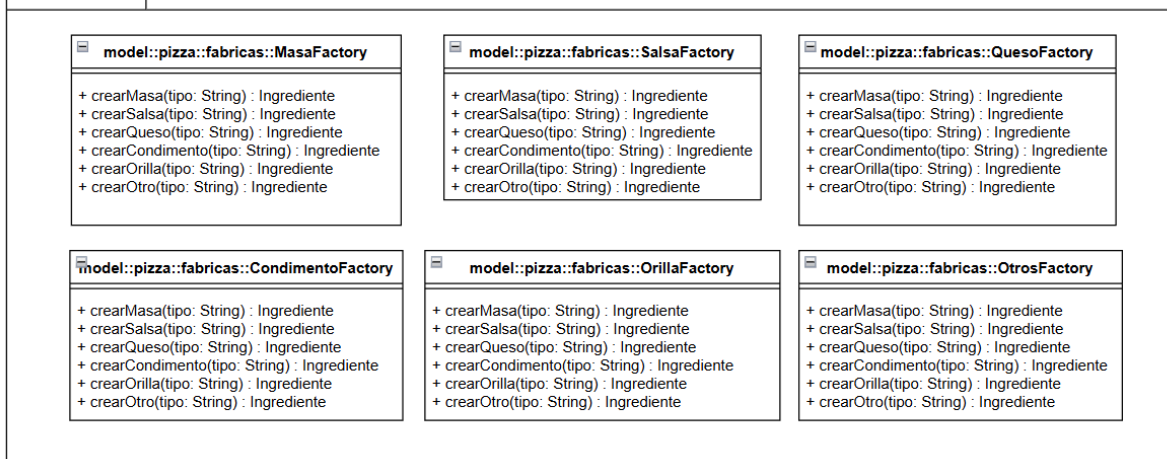 model::pizza::fabricas::MasaFactory
+ crearMasa(tipo: String) : Ingrediente
+ crearSalsa(tipo: String) : Ingrediente
+ crearQueso(tipo: String) : Ingrediente
+ crearCondimento(tipo: String) : Ingrediente
+ crearOrilla(tipo: String) : Ingrediente
+ crearOtro(tipo: String) : Ingrediente
model::pizza::fabricas::SalsaFactory
+ crearMasa(tipo: String) : Ingrediente
+ crearSalsa(tipo: String) : Ingrediente
+ crearQueso(tipo: String) : Ingrediente
+ crearCondimento(tipo: String) : Ingrediente
+ crearOrilla(tipo: String) : Ingrediente
+ crearOtro(tipo: String) : Ingrediente
model::pizza::fabricas::QuesoFactory
+ crearMasa(tipo: String) : Ingrediente
+ crearSalsa(tipo: String) : Ingrediente
+ crearQueso(tipo: String) : Ingrediente
+ crearCondimento(tipo: String) : Ingrediente
+ crearOrilla(tipo: String) : Ingrediente
+ crearOtro(tipo: String) : Ingrediente
model::pizza::fabricas::CondimentoFactory
+ crearMasa(tipo: String) : Ingrediente
+ crearSalsa(tipo: String) : Ingrediente
+ crearQueso(tipo: String) : Ingrediente
+ crearCondimento(tipo: String) : Ingrediente
+ crearOrilla(tipo: String) : Ingrediente
+ crearOtro(tipo: String) : Ingrediente
model::pizza::fabricas::OrillaFactory
+ crearMasa(tipo: String) : Ingrediente
+ crearSalsa(tipo: String) : Ingrediente
+ crearQueso(tipo: String) : Ingrediente
+ crearCondimento(tipo: String) : Ingrediente
+ crearOrilla(tipo: String) : Ingrediente
+ crearOtro(tipo: String) : Ingrediente
model::pizza::fabricas::OtrosFactory
+ crearMasa(tipo: String) : Ingrediente
+ crearSalsa(tipo: String) : Ingrediente
+ crearQueso(tipo: String) : Ingrediente
+ crearCondimento(tipo: String) : Ingrediente
+ crearOrilla(tipo: String) : Ingrediente
+ crearOtro(tipo: String) : Ingrediente